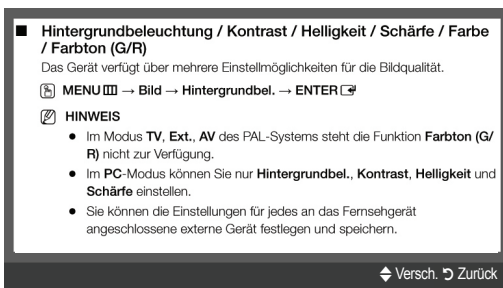 ■ Hintergrundbeleuchtung / Kontrast / Helligkeit / Schärfe / Farbe
/ Farbton (G/R)
Das Gerät verfügt über mehrere Einstellmöglichkeiten für die Bildqualität.
MENU → Bild → Hintergrundbel. → ENTER
HINWEIS
● Im Modus TV, Ext., AV des PAL-Systems steht die Funktion Farbton (G/
R) nicht zur Verfügung.
● Im PC-Modus können Sie nur Hintergrundbel., Kontrast, Helligkeit und
Schärfe einstellen.
● Sie können die Einstellungen für jedes an das Fernsehgerät
angeschlossene externe Gerät festlegen und speichern.
Versch. Zurück